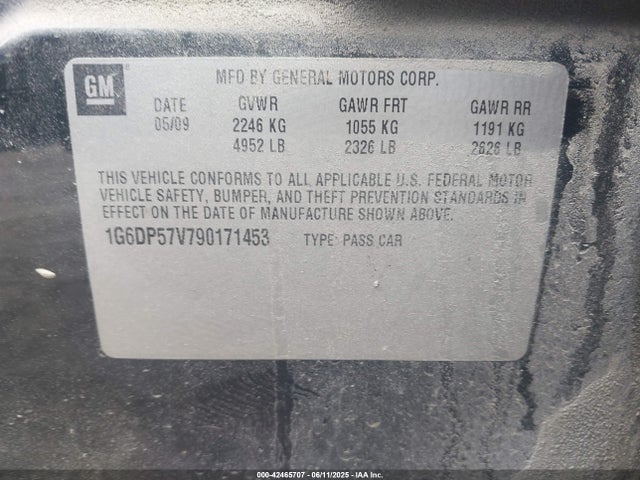 GM
MFD BY GENERAL MOTORS CORP.
DATE GVWR GAWR FRT GAWR RR
05/09 2246 KG 1055 KG 1191 KG
4952 LB 2326 LB 2626 LB
THIS VEHICLE CONFORMS TO ALL APPLICABLE U.S. FEDERAL MOTOR
VEHICLE SAFETY, BUMPER, AND THEFT PREVENTION STANDARDS IN
EFFECT ON THE DATE OF MANUFACTURE SHOWN ABOVE.
1G6DP57V790171453 TYPE: PASS CAR
000-42465707 - 06/11/2025 - IAA Inc.